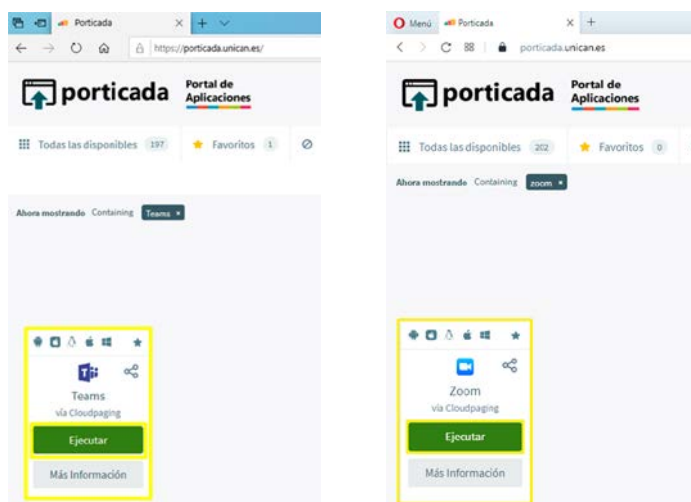 Porticada
https://porticada.unican.es/
porticada
Portal de
Aplicaciones
Todas las disponibles 197 Favoritos 1
Ahora mostrando Containing Teams ×
Teams
vía Cloudpaging
Ejecutar
Más Información
Menú Porticada
porticada.unican.es
porticada
Portal de
Aplicaciones
Todas las disponibles 202 Favoritos 0
Ahora mostrando Containing zoom ×
Zoom
vía Cloudpaging
Ejecutar
Más Información